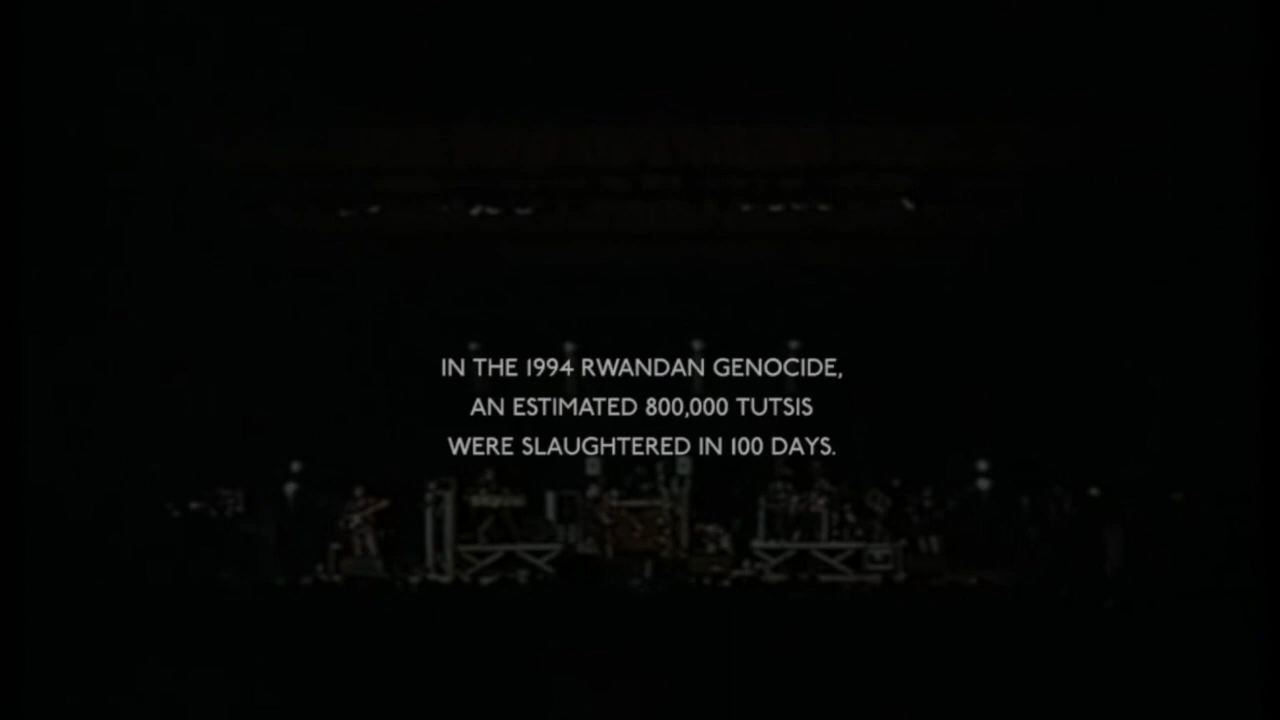 IN THE 1994 RWANDAN GENOCIDE,
AN ESTIMATED 800,000 TUTSIS
WERE SLAUGHTERED IN 100 DAYS.